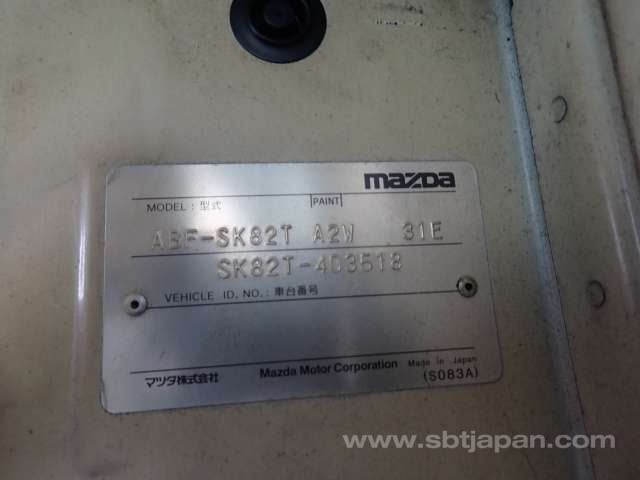 mazda
MODEL : 型式 PAINT
ABF-SK82T A2W 31E
SK82T-403518
VEHICLE ID. NO. : 車台番号
マツダ株式会社 Mazda Motor Corporation Made in Japan
(S083A)
www.sbtjapan.com